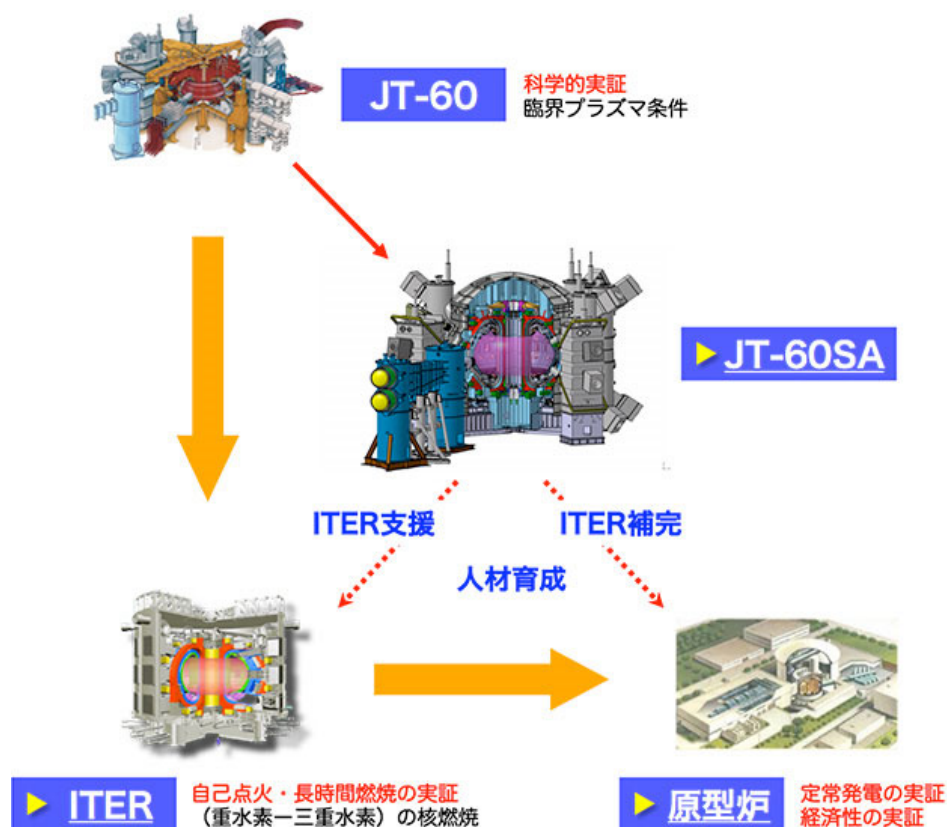 JT-60
科学的実証
臨界プラズマ条件
JT-60SA
ITER支援
ITER補完
人材育成
ITER
自己点火・長時間燃焼の実証
（重水素ー三重水素）の核燃焼
原型炉
定常発電の実証
経済性の実証